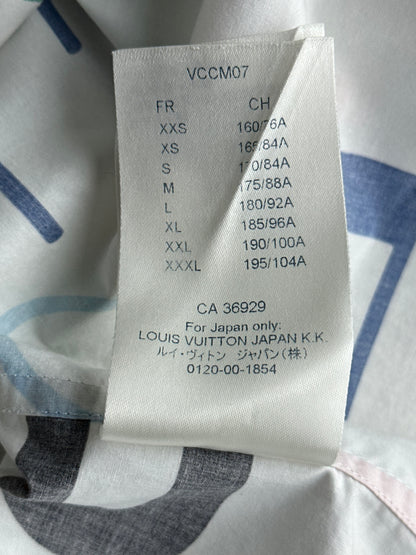 VCCM07
FR CH
XXS 160/76A
XS 165/84A
S 170/84A
M 175/88A
L 180/92A
XL 185/96A
XXL 190/100A
XXXL 195/104A
CA 36929
For Japan only:
LOUIS VUITTON JAPAN K.K.
ルイ・ヴィトン ジャパン(株)
0120-00-1854